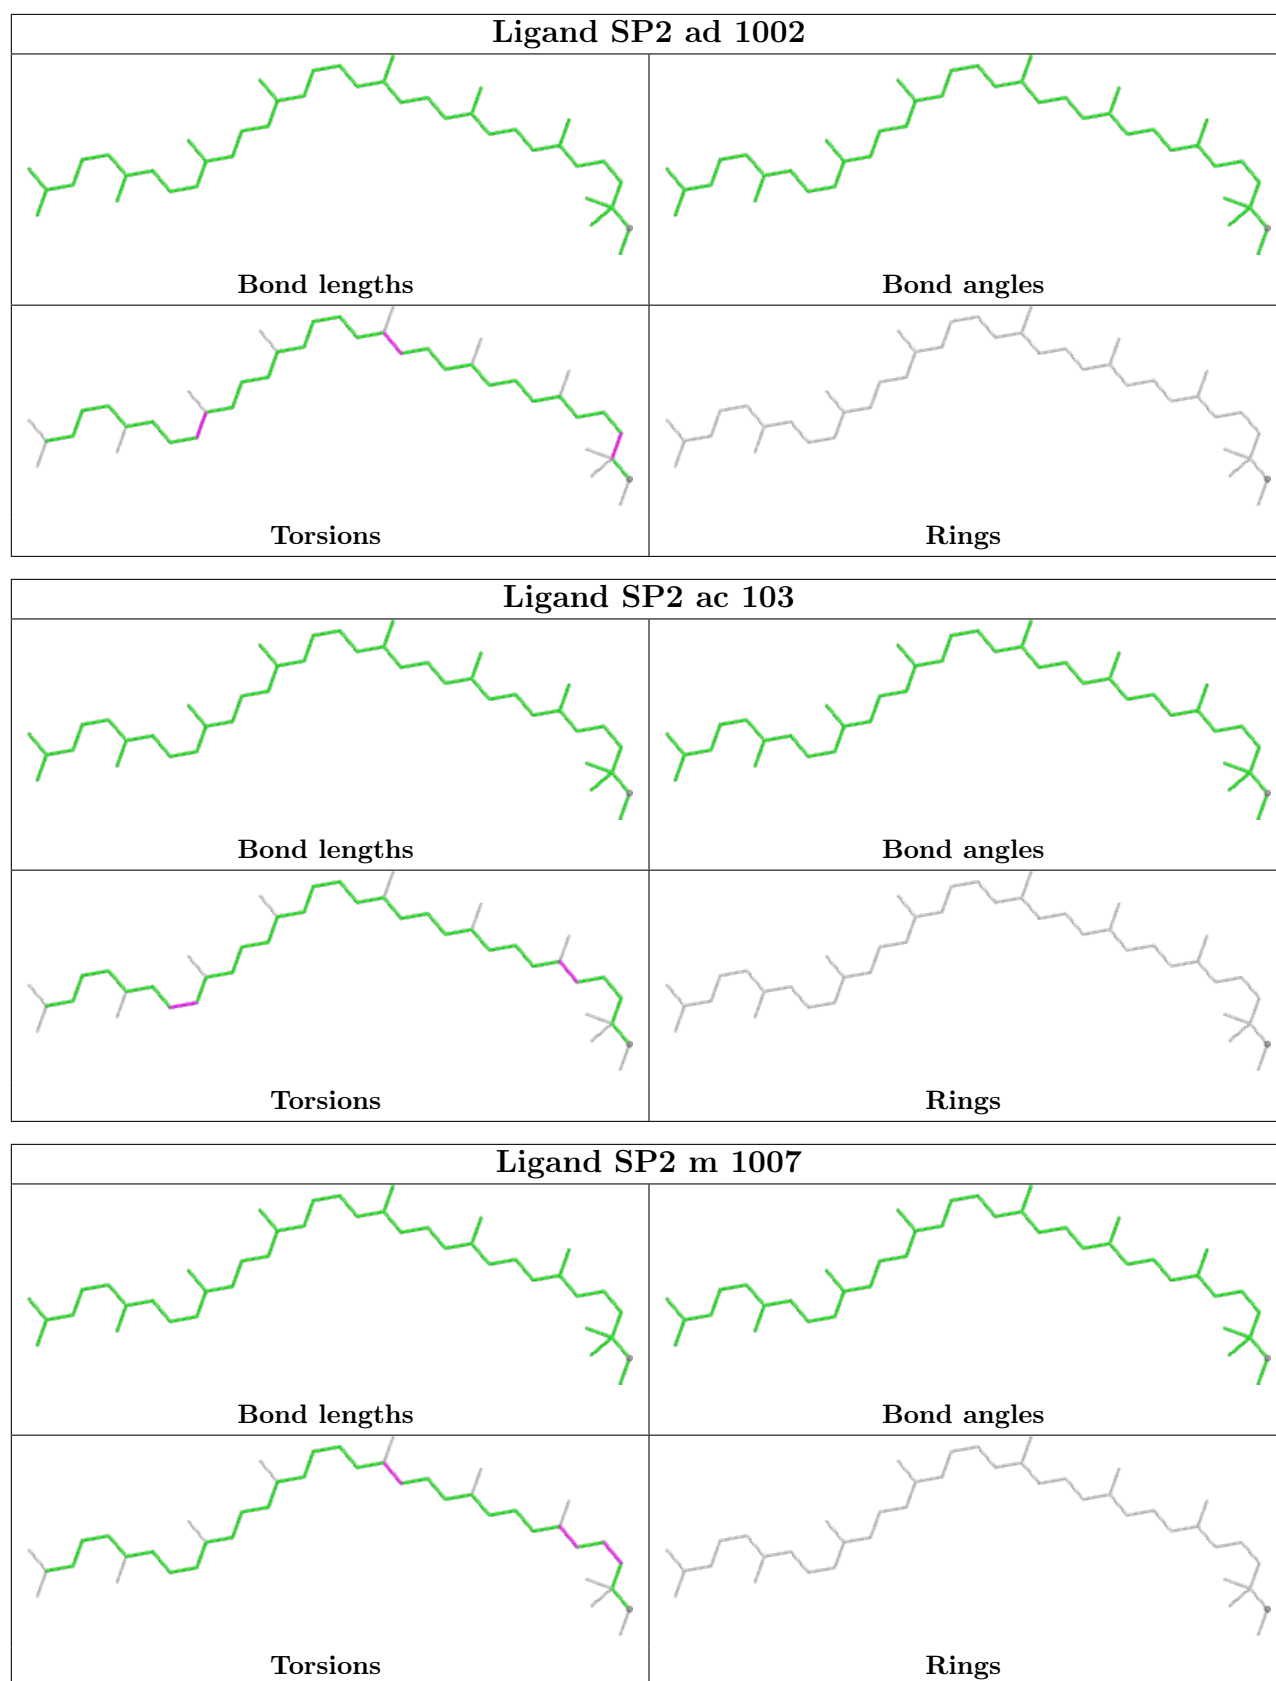 Ligand SP2 ad 1002
Bond lengths
Bond angles
Torsions
Rings
Ligand SP2 ac 103
Bond lengths
Bond angles
Torsions
Rings
Ligand SP2 m 1007
Bond lengths
Bond angles
Torsions
Rings